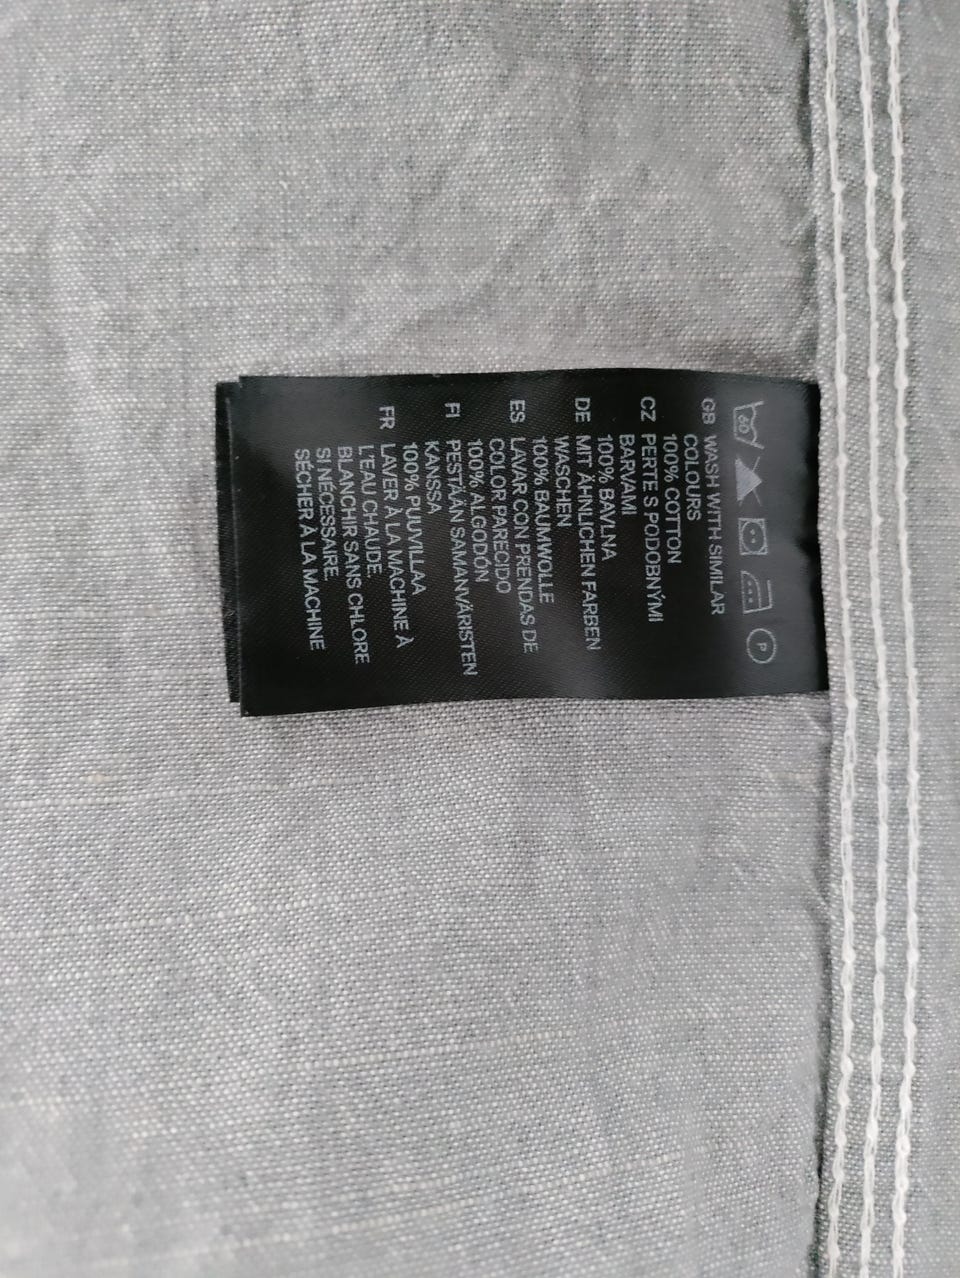 60 P
GB WASH WITH SIMILAR
COLOURS
100% COTTON
CZ PERTE S PODOBNÝMI
BARVAMI
100% BAVLNA
DE MIT ÄHNLICHEN FARBEN
WASCHEN
100% BAUMWOLLE
ES LAVAR CON PRENDAS DE
COLOR PARECIDO
100% ALGODÓN
FI PESTÄÄN SAMANVÄRISTEN
KANSSA
100% PUUVILLAA
FR LAVER À LA MACHINE À
L'EAU CHAUDE.
BLANCHIR SANS CHLORE
SI NÉCESSAIRE.
SÉCHER À LA MACHINE